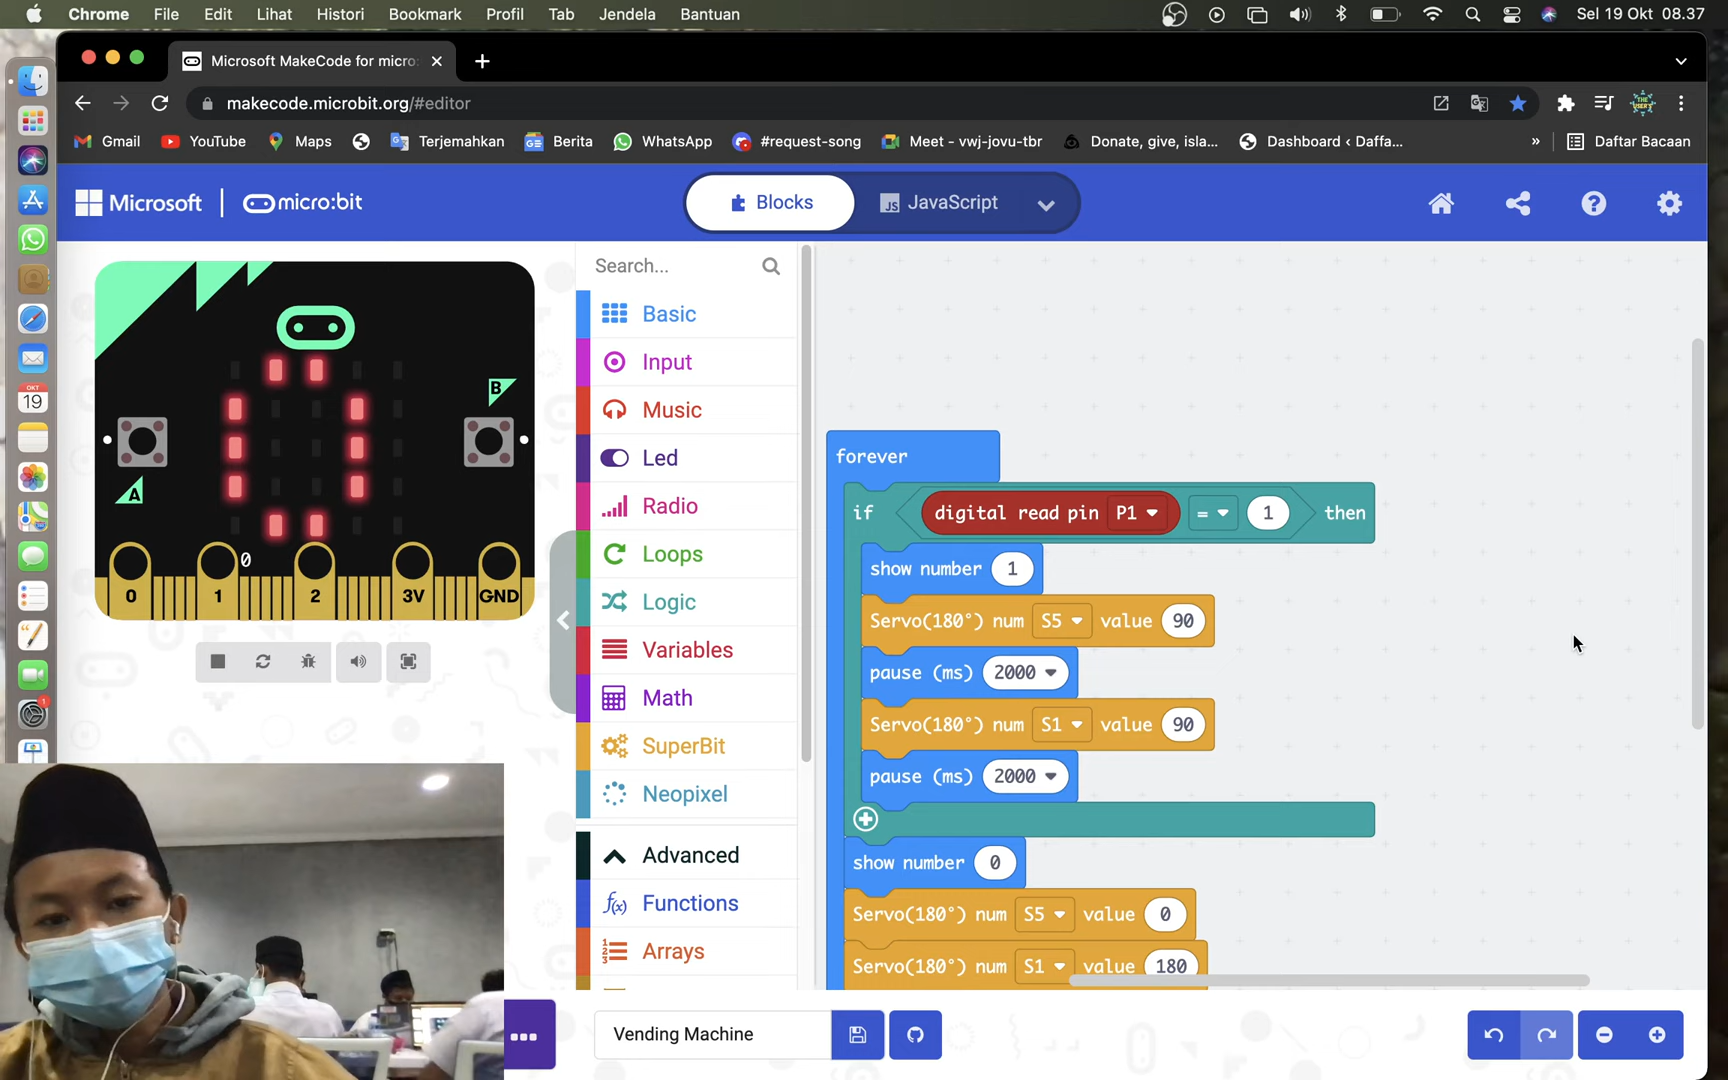 Chrome File Edit Lihat Histori Bookmark Profil Tab Jendela Bantuan Sel 19 Okt 08.37
Microsoft MakeCode for micro:
makecode.microbit.org/#editor
Gmail YouTube Maps Terjemahkan Berita WhatsApp #request-song Meet - vwj-jovu-tbr Donate, give, isla... Dashboard ‹ Daffa... » Daftar Bacaan
Microsoft micro:bit Blocks JS JavaScript
Search...
Basic
Input
Music
Led
Radio
Loops
Logic
Variables
Math
SuperBit
Neopixel
Advanced
Functions
Arrays
A
B
0
0 1 2 3V GND
forever
if digital read pin P1 = 1 then
show number 1
Servo(180°) num S5 value 90
pause (ms) 2000
Servo(180°) num S1 value 90
pause (ms) 2000
show number 0
Servo(180°) num S5 value 0
Servo(180°) num S1 value 180
OKT
19
1
Vending Machine